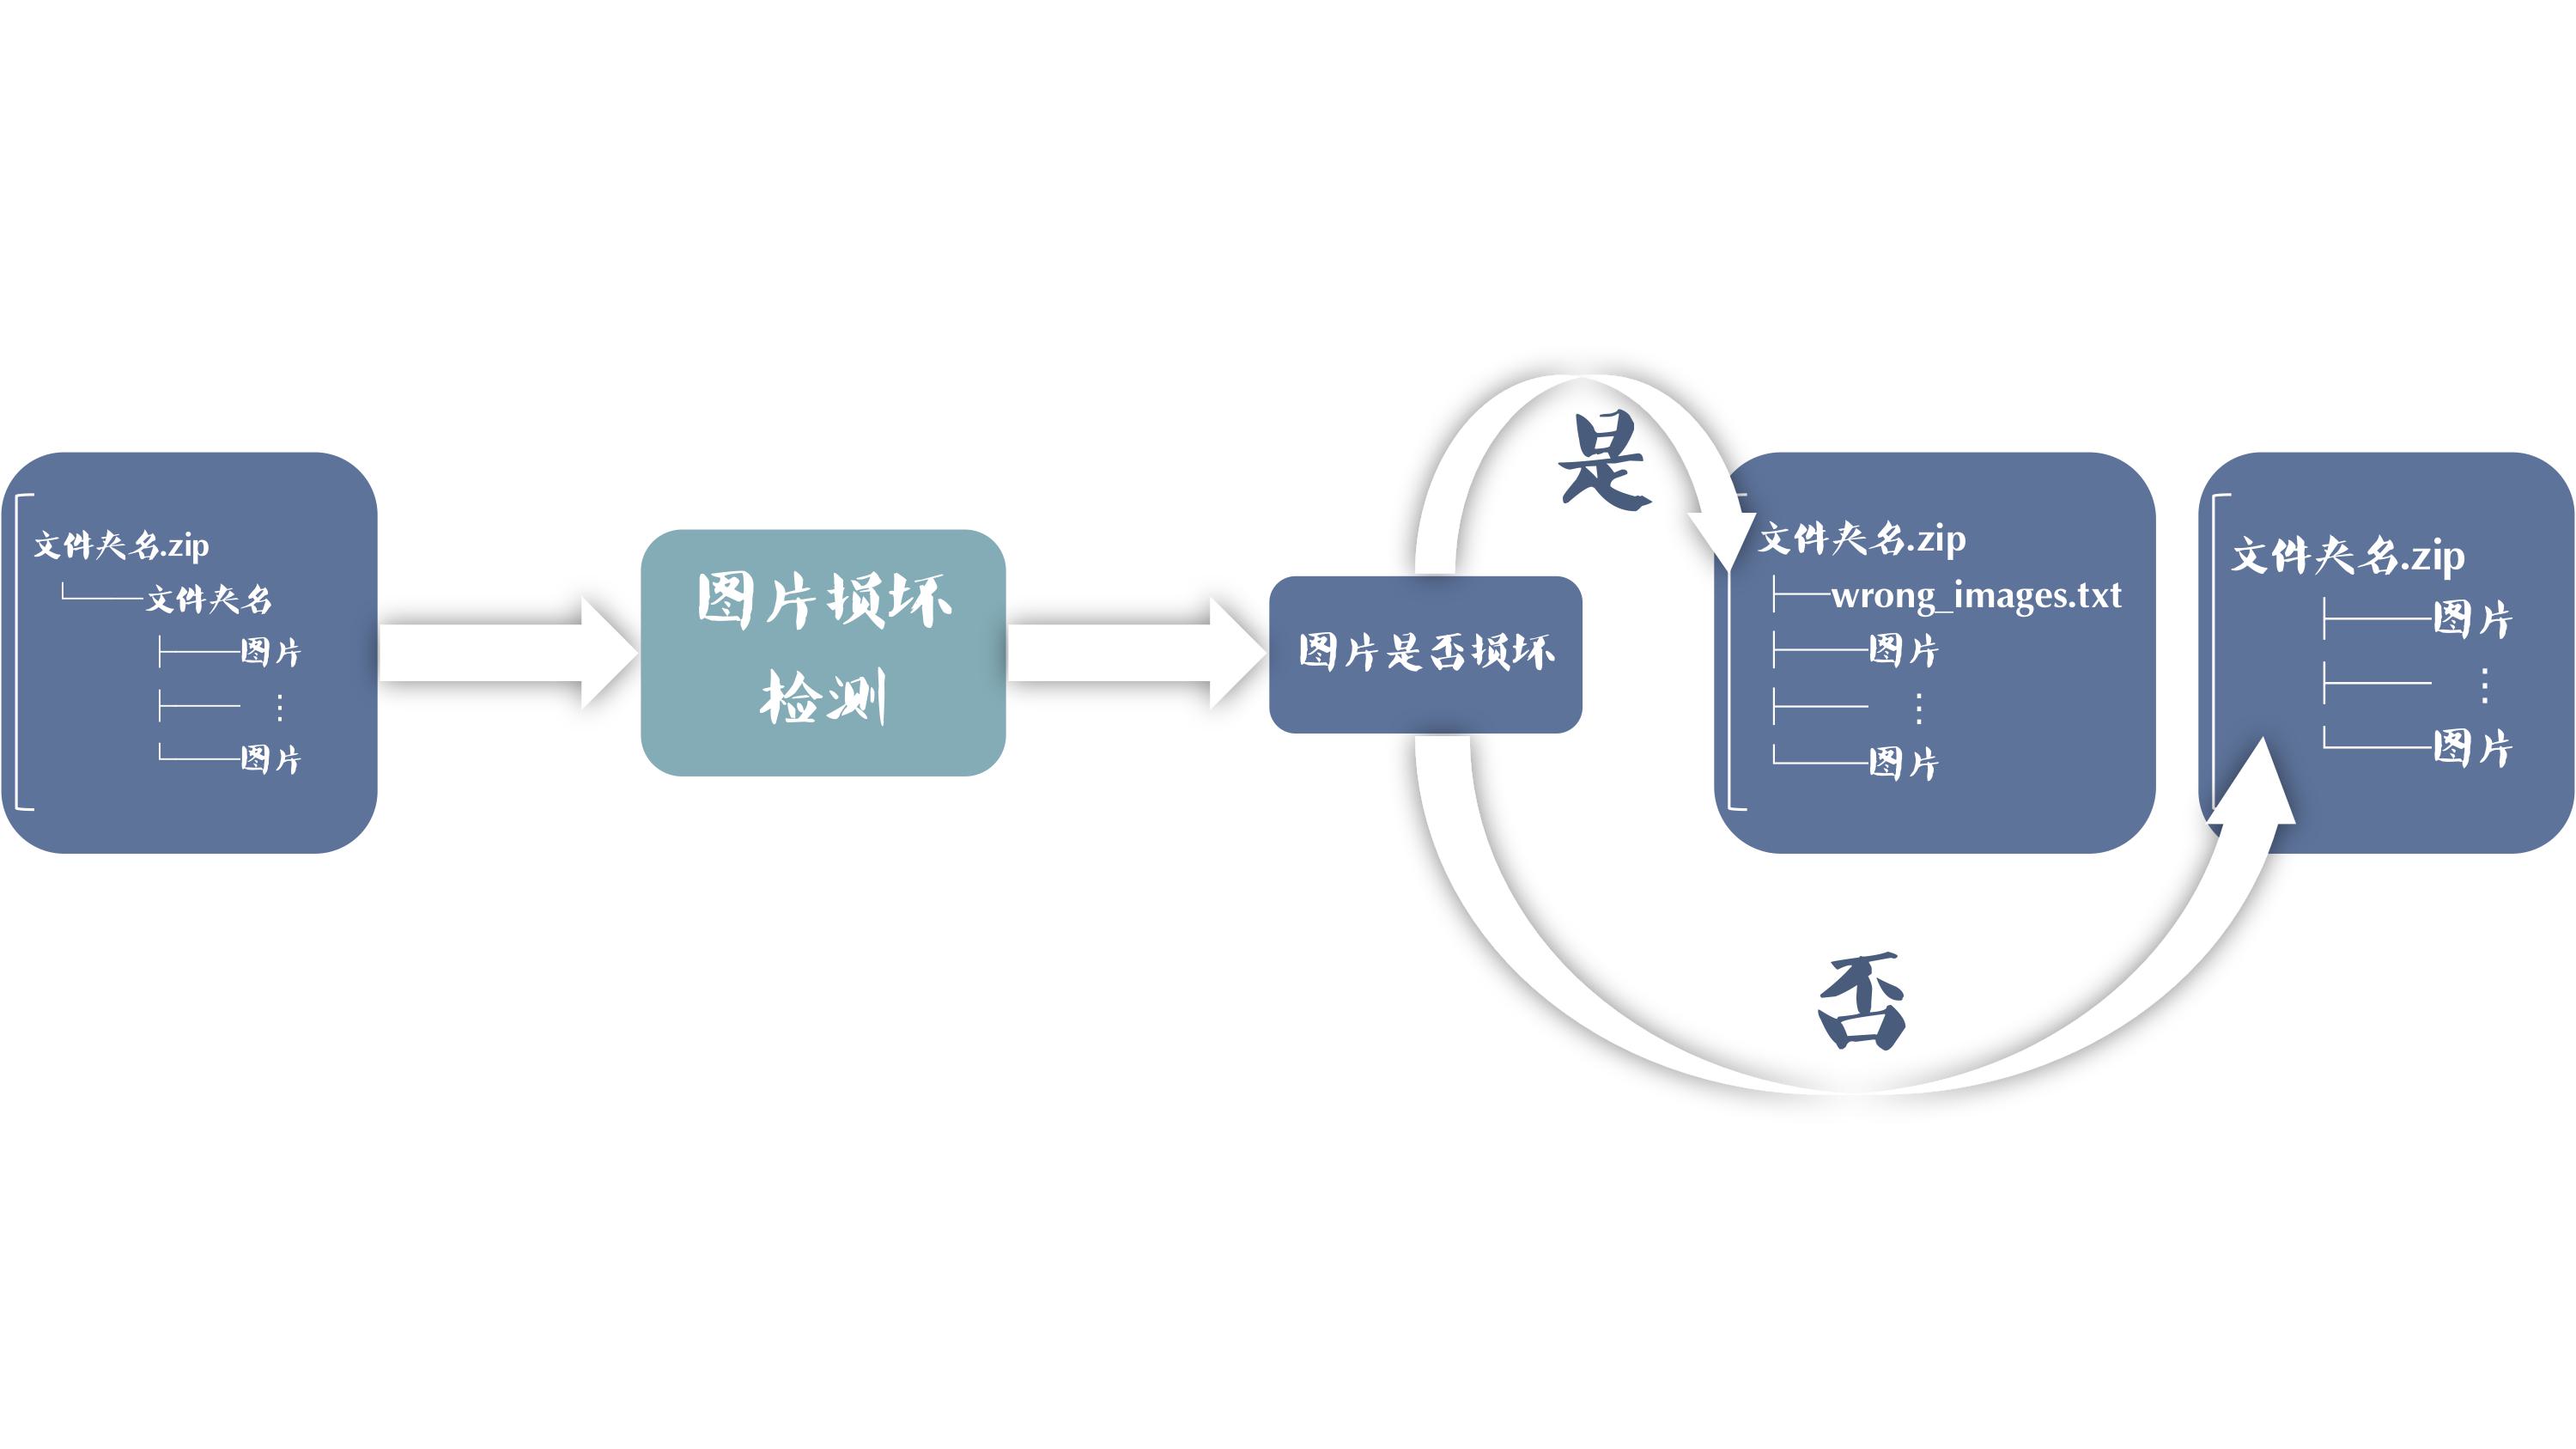 文件夹名.zip
文件夹名
图片
⋮
图片
图片损坏
检测
图片是否损坏
是
否
文件夹名.zip
wrong_images.txt
图片
⋮
图片
文件夹名.zip
图片
⋮
图片